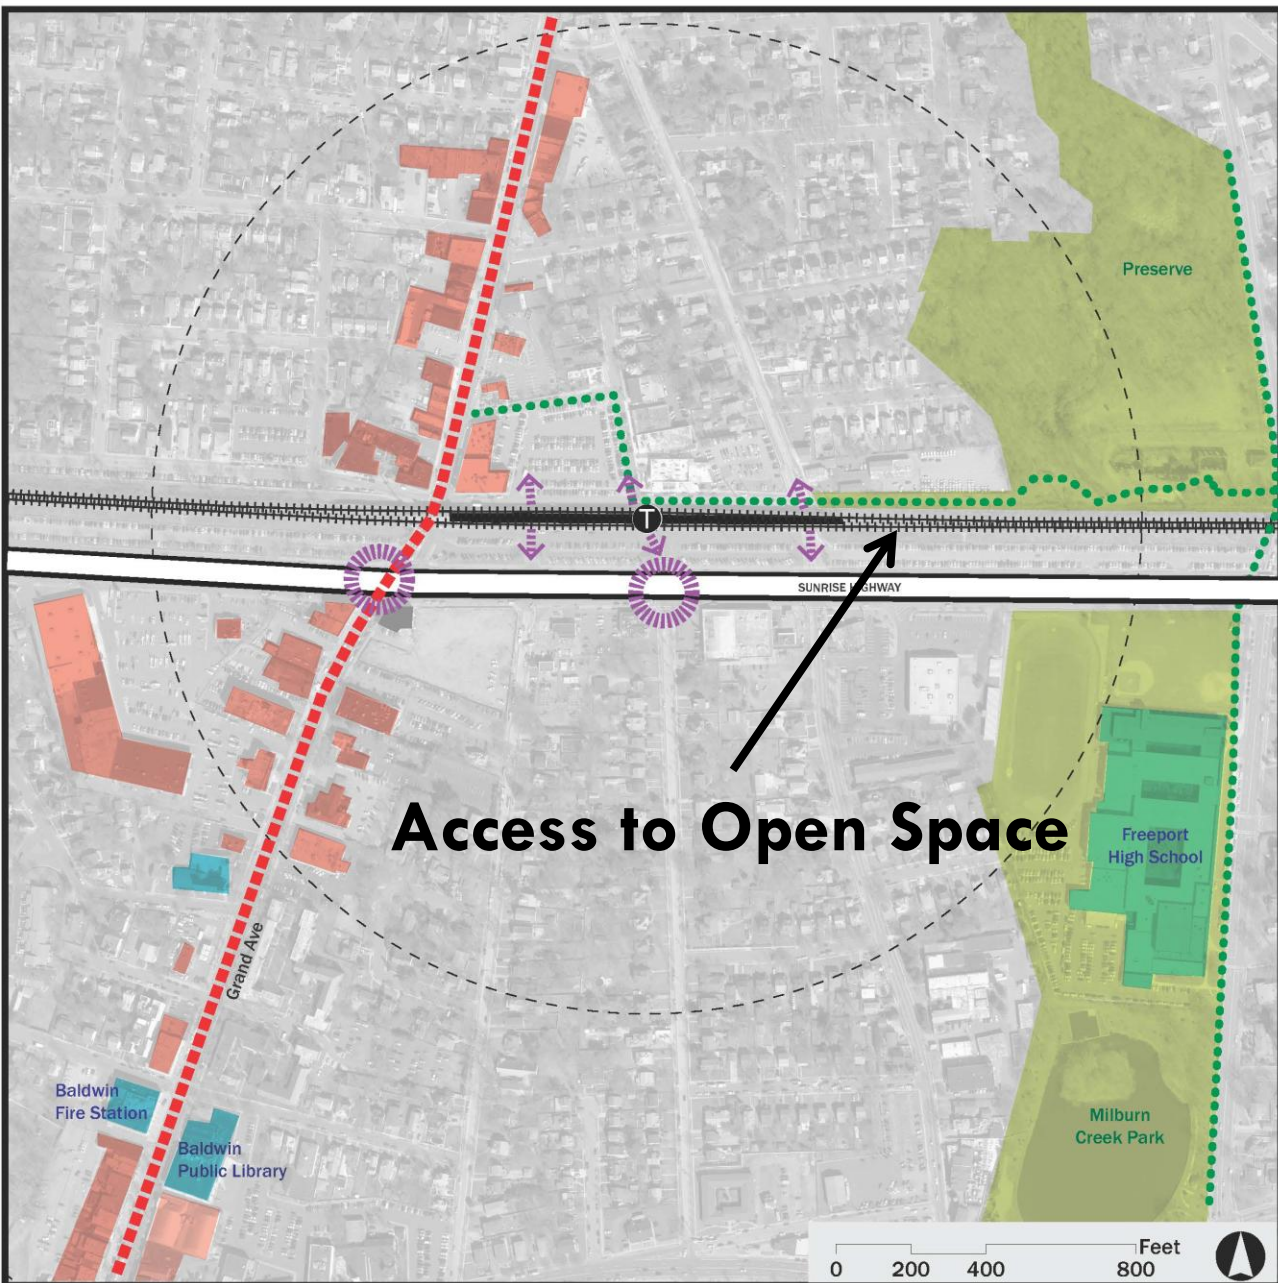 Preserve
T
SUNRISE HIGHWAY
Access to Open Space
Freeport
High School
Grand Ave
Baldwin
Fire Station
Baldwin
Public Library
Milburn
Creek Park
Feet
0 200 400 800